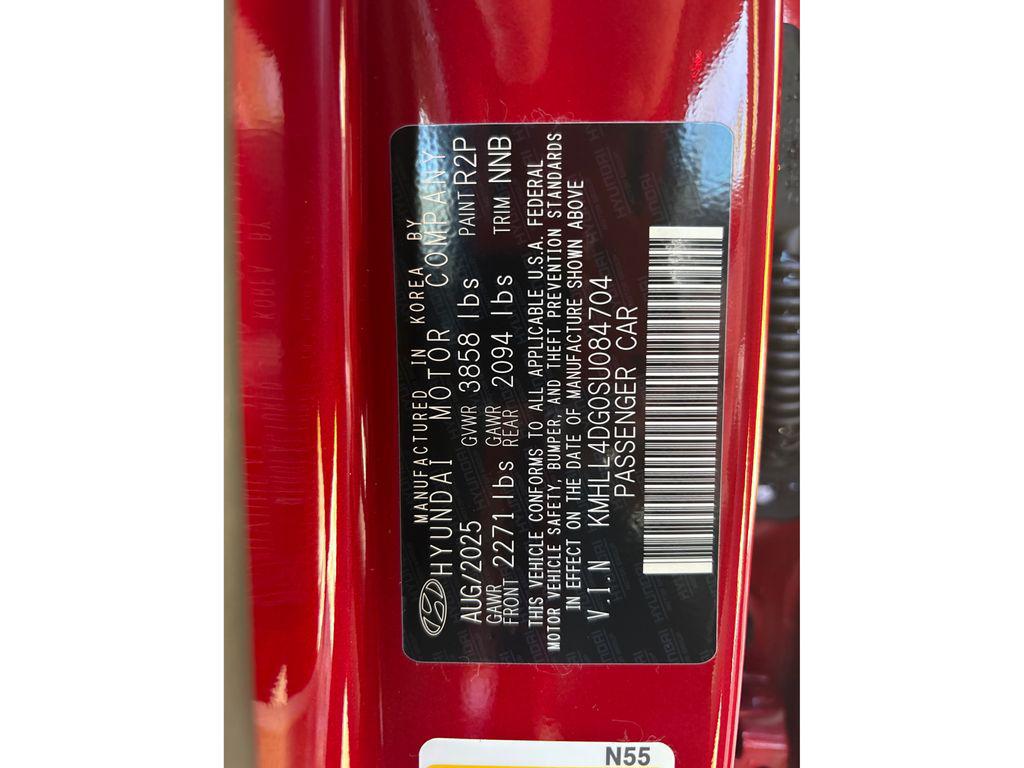 MANUFACTURED IN KOREA BY
HYUNDAI MOTOR COMPANY
AUG/2025 GVWR 3858 lbs PAINT R2P
GAWR FRONT 2271 lbs GAWR REAR 2094 lbs TRIM NNB
THIS VEHICLE CONFORMS TO ALL APPLICABLE U.S.A. FEDERAL
MOTOR VEHICLE SAFETY, BUMPER, AND THEFT PREVENTION STANDARDS
IN EFFECT ON THE DATE OF MANUFACTURE SHOWN ABOVE
V.I.N KMHLL4DG0SU084704
PASSENGER CAR
N55